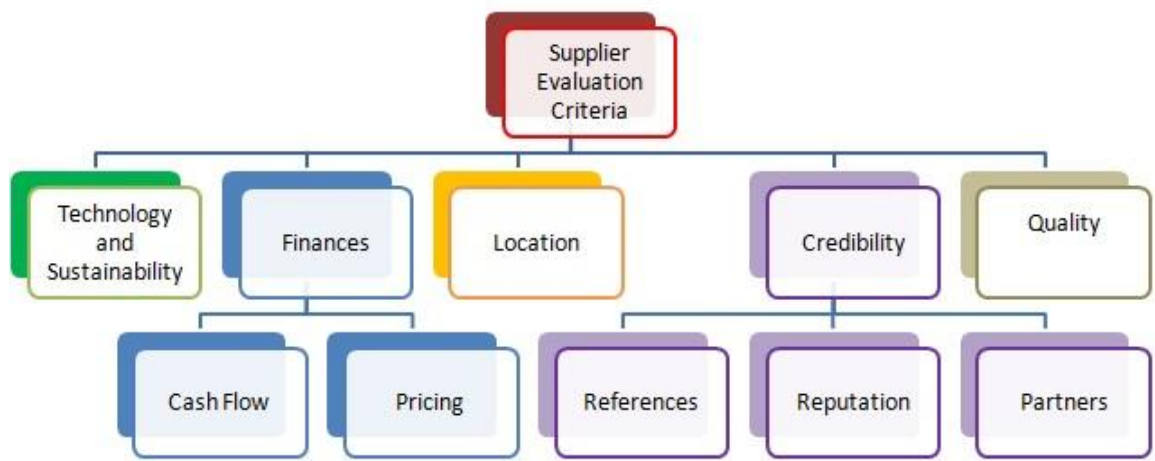 Supplier
Evaluation
Criteria
Technology
and
Sustainability
Finances
Location
Credibility
Quality
Cash Flow
Pricing
References
Reputation
Partners